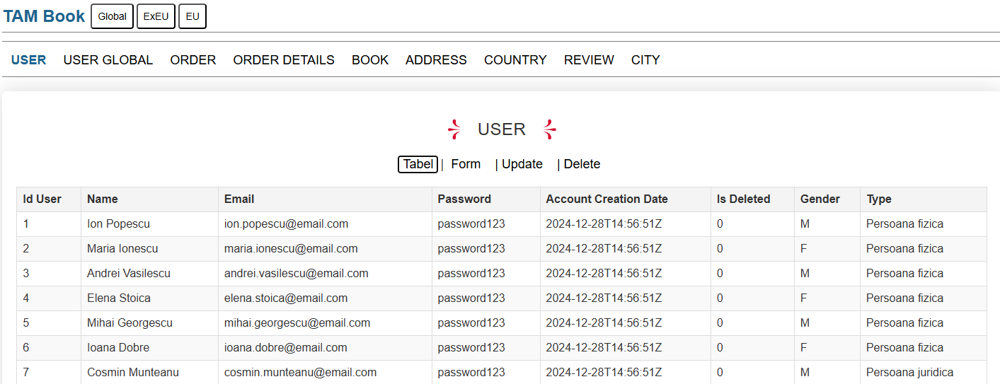 TAM Book Global ExEU EU
USER USER GLOBAL ORDER ORDER DETAILS BOOK ADDRESS COUNTRY REVIEW CITY
USER
Tabel | Form | Update | Delete
Id User Name Email Password Account Creation Date Is Deleted Gender Type
1 Ion Popescu ion.popescu@email.com password123 2024-12-28T14:56:51Z 0 M Persoana fizica
2 Maria Ionescu maria.ionescu@email.com password123 2024-12-28T14:56:51Z 0 F Persoana fizica
3 Andrei Vasilescu andrei.vasilescu@email.com password123 2024-12-28T14:56:51Z 0 M Persoana fizica
4 Elena Stoica elena.stoica@email.com password123 2024-12-28T14:56:51Z 0 F Persoana fizica
5 Mihai Georgescu mihai.georgescu@email.com password123 2024-12-28T14:56:51Z 0 M Persoana fizica
6 Ioana Dobre ioana.dobre@email.com password123 2024-12-28T14:56:51Z 0 F Persoana fizica
7 Cosmin Munteanu cosmin.munteanu@email.com password123 2024-12-28T14:56:51Z 0 M Persoana juridica